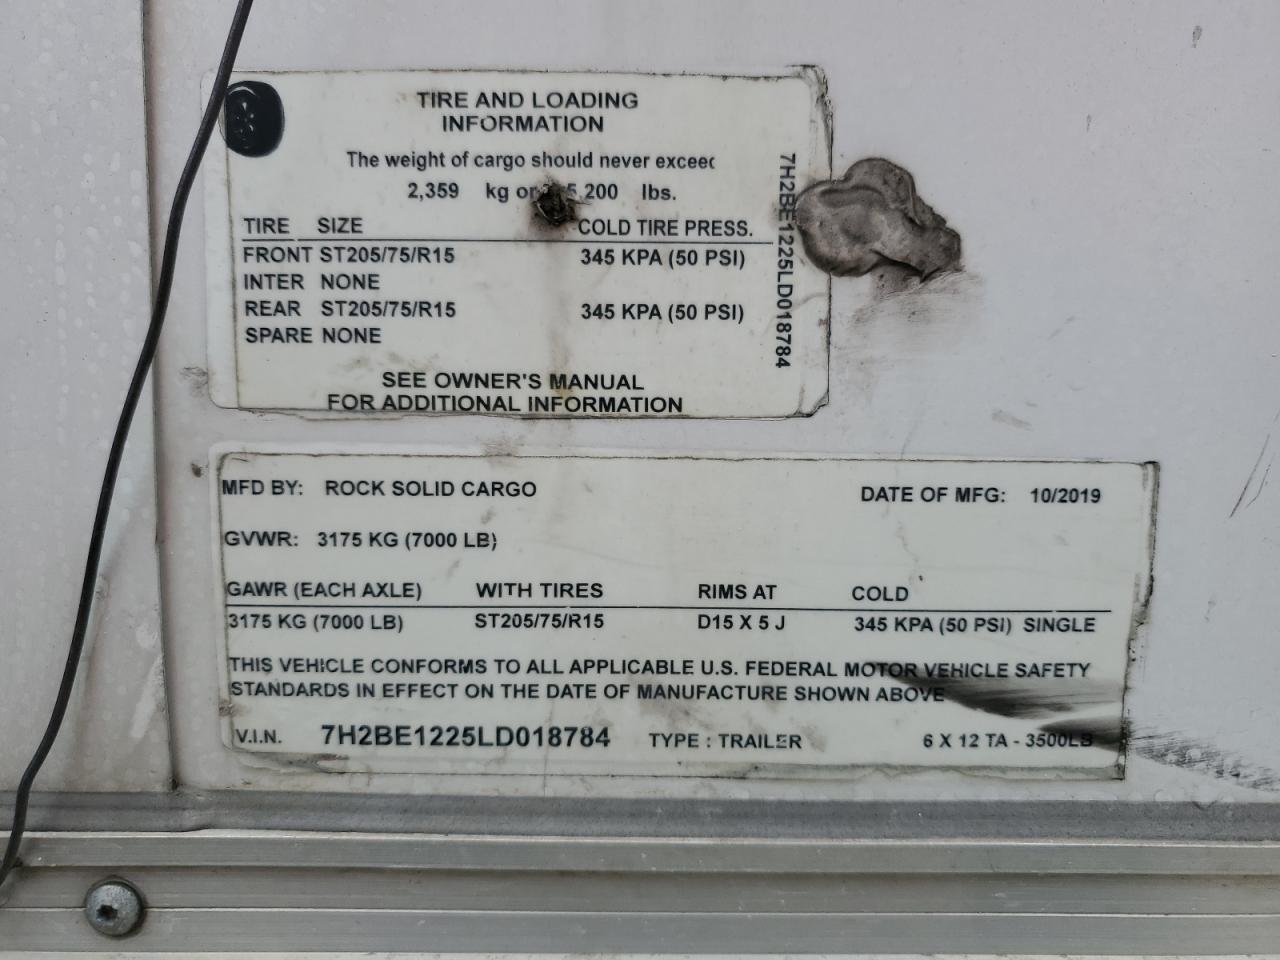 TIRE AND LOADING
INFORMATION
The weight of cargo should never exceed
2,359 kg or 5,200 lbs.
TIRE SIZE COLD TIRE PRESS.
FRONT ST205/75/R15 345 KPA (50 PSI)
INTER NONE
REAR ST205/75/R15 345 KPA (50 PSI)
SPARE NONE
SEE OWNER'S MANUAL
FOR ADDITIONAL INFORMATION
7H2BE1225LD018784
MFD BY: ROCK SOLID CARGO DATE OF MFG: 10/2019
GVWR: 3175 KG (7000 LB)
GAWR (EACH AXLE) WITH TIRES RIMS AT COLD
3175 KG (7000 LB) ST205/75/R15 D15 X 5 J 345 KPA (50 PSI) SINGLE
THIS VEHICLE CONFORMS TO ALL APPLICABLE U.S. FEDERAL MOTOR VEHICLE SAFETY
STANDARDS IN EFFECT ON THE DATE OF MANUFACTURE SHOWN ABOVE
V.I.N. 7H2BE1225LD018784 TYPE : TRAILER 6 X 12 TA - 3500LB